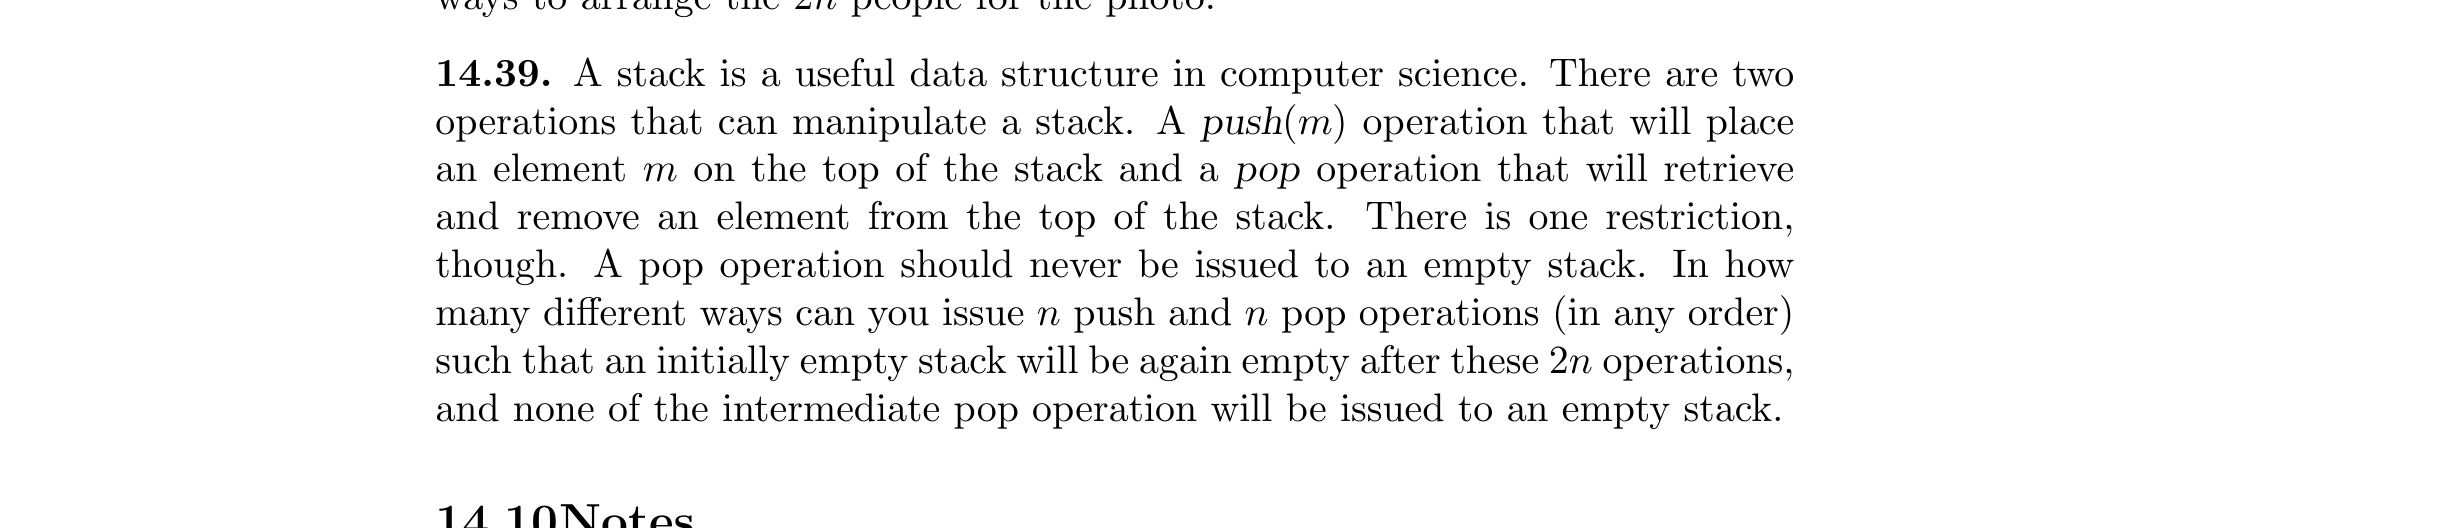 ways to arrange the 2n people for the photo.
14.39. A stack is a useful data structure in computer science. There are two
operations that can manipulate a stack. A push(m) operation that will place
an element m on the top of the stack and a pop operation that will retrieve
and remove an element from the top of the stack. There is one restriction,
though. A pop operation should never be issued to an empty stack. In how
many different ways can you issue n push and n pop operations (in any order)
such that an initially empty stack will be again empty after these 2n operations,
and none of the intermediate pop operation will be issued to an empty stack.
14.10Notes